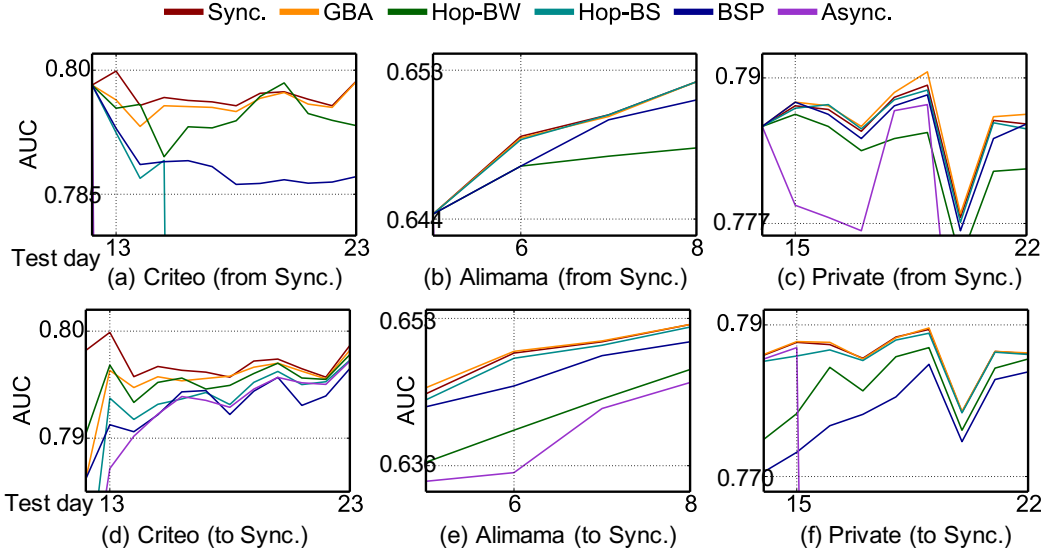 Sync. GBA Hop-BW Hop-BS BSP Async.
0.80
AUC
0.785
Test day 13 23
(a) Criteo (from Sync.)
0.653
0.644
6 8
(b) Alimama (from Sync.)
0.79
0.777
15 22
(c) Private (from Sync.)
0.80
AUC
0.79
Test day 13 23
(d) Criteo (to Sync.)
0.653
AUC
0.636
6 8
(e) Alimama (to Sync.)
0.79
0.770
15 22
(f) Private (to Sync.)